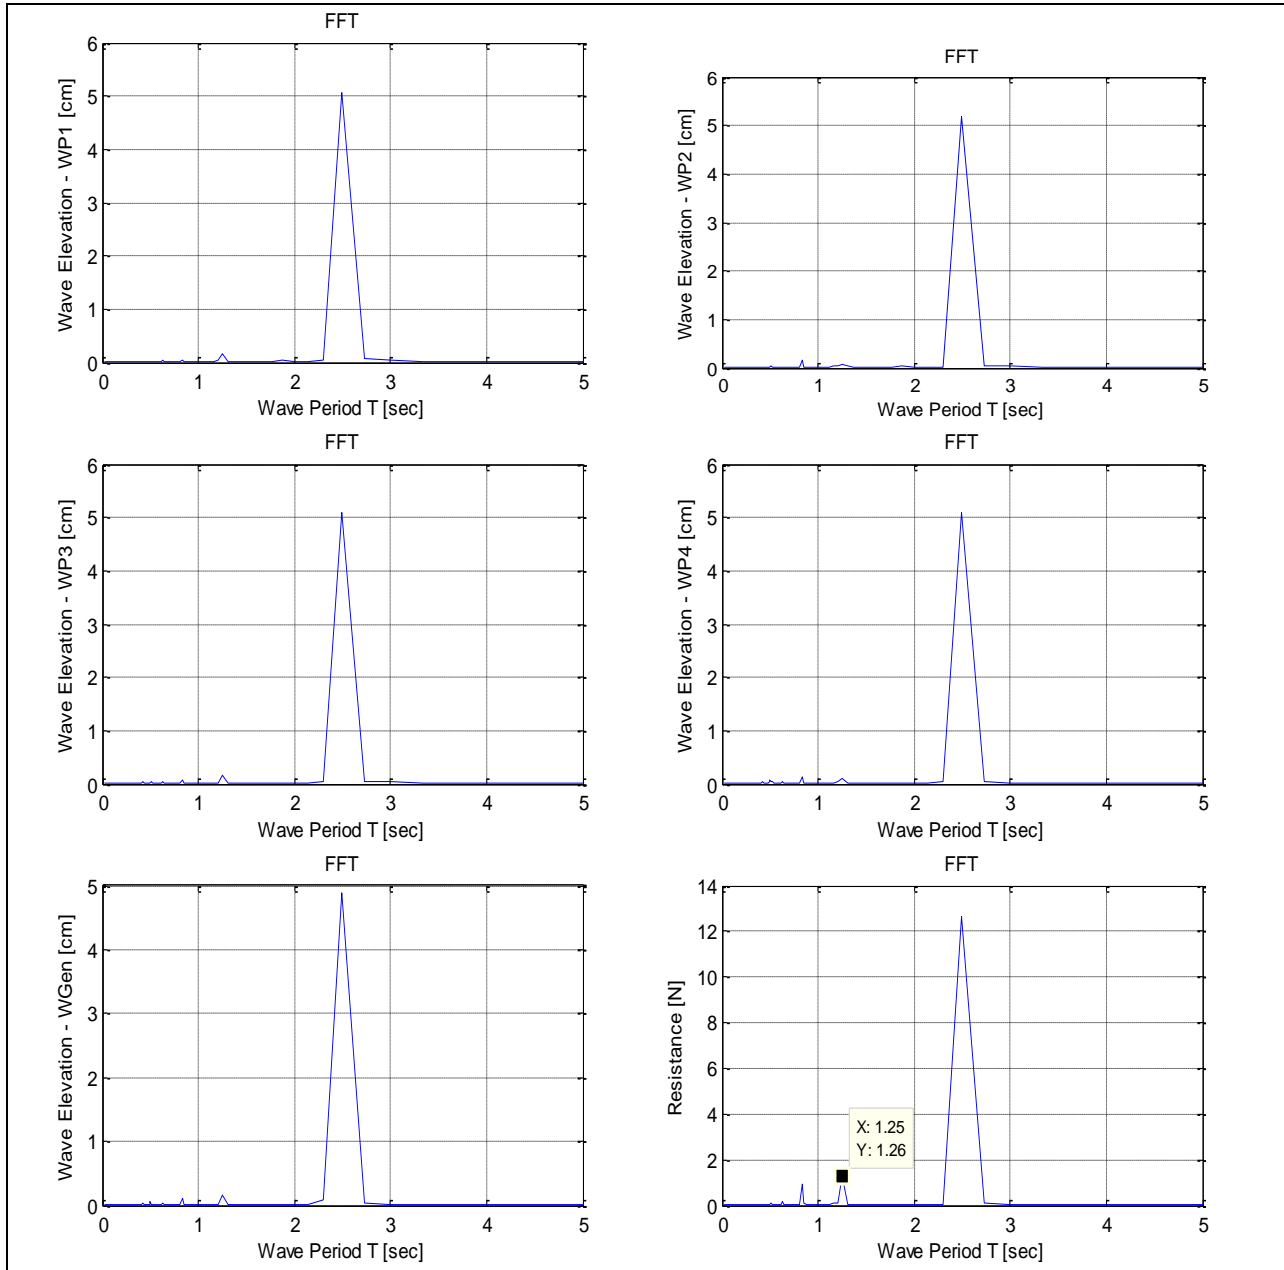 FFT
Wave Elevation - WP1 [cm]
6
5
4
3
2
1
0
0 1 2 3 4 5
Wave Period T [sec]
FFT
Wave Elevation - WP2 [cm]
6
5
4
3
2
1
0
0 1 2 3 4 5
Wave Period T [sec]
FFT
Wave Elevation - WP3 [cm]
6
5
4
3
2
1
0
0 1 2 3 4 5
Wave Period T [sec]
FFT
Wave Elevation - WP4 [cm]
6
5
4
3
2
1
0
0 1 2 3 4 5
Wave Period T [sec]
FFT
Wave Elevation - WGen [cm]
5
4
3
2
1
0
0 1 2 3 4 5
Wave Period T [sec]
FFT
Resistance [N]
14
12
10
8
6
4
2
0
X: 1.25
Y: 1.26
0 1 2 3 4 5
Wave Period T [sec]